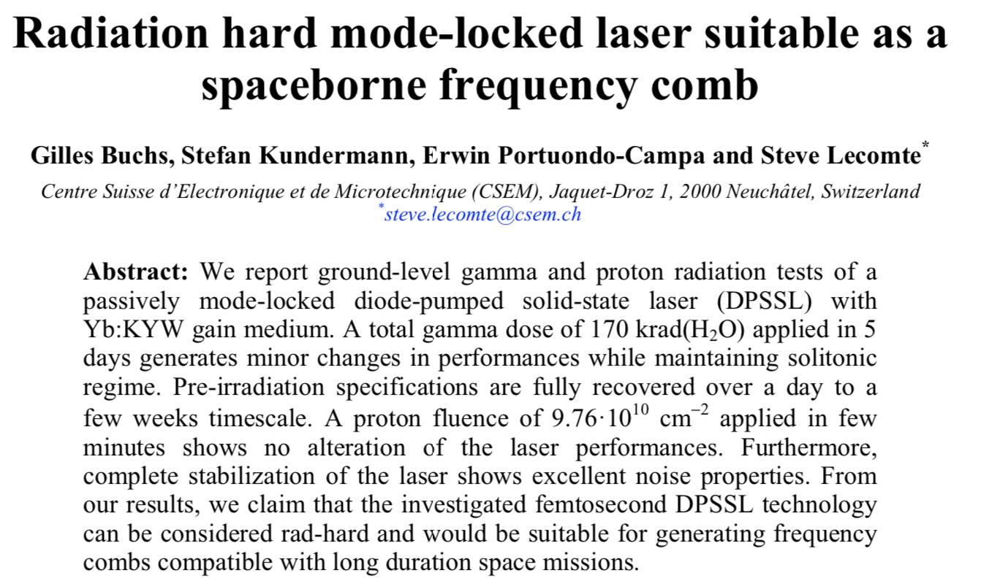 Radiation hard mode-locked laser suitable as a
spaceborne frequency comb
Gilles Buchs, Stefan Kundermann, Erwin Portuondo-Campa and Steve Lecomte*
Centre Suisse d'Electronique et de Microtechnique (CSEM), Jaquet-Droz 1, 2000 Neuchâtel, Switzerland
*steve.lecomte@csem.ch
Abstract: We report ground-level gamma and proton radiation tests of a
passively mode-locked diode-pumped solid-state laser (DPSSL) with
Yb:KYW gain medium. A total gamma dose of 170 krad(H₂O) applied in 5
days generates minor changes in performances while maintaining solitonic
regime. Pre-irradiation specifications are fully recovered over a day to a
few weeks timescale. A proton fluence of 9.76·10¹⁰ cm⁻² applied in few
minutes shows no alteration of the laser performances. Furthermore,
complete stabilization of the laser shows excellent noise properties. From
our results, we claim that the investigated femtosecond DPSSL technology
can be considered rad-hard and would be suitable for generating frequency
combs compatible with long duration space missions.